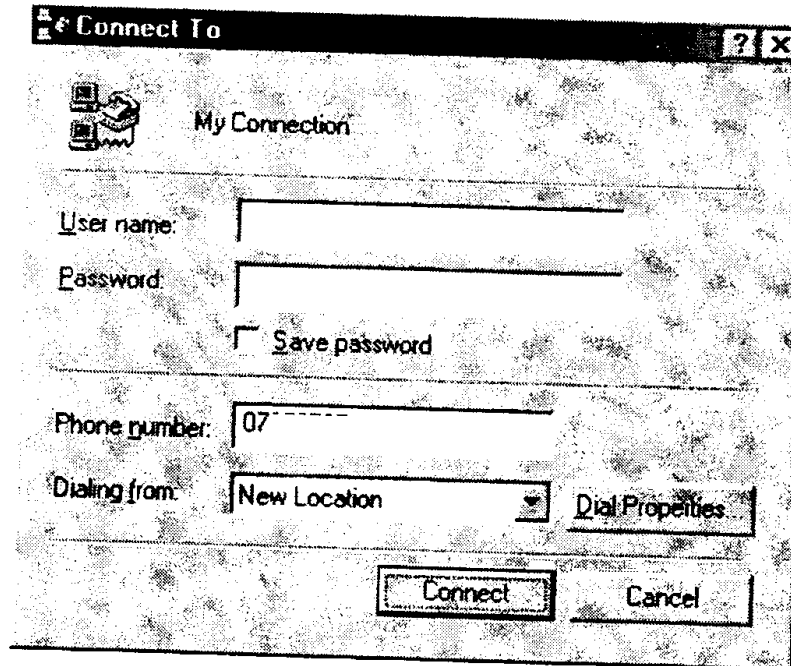 Connect To
My Connection
User name:
Password:
Save password
Phone number: 07
Dialing from: New Location Dial Properties...
Connect Cancel